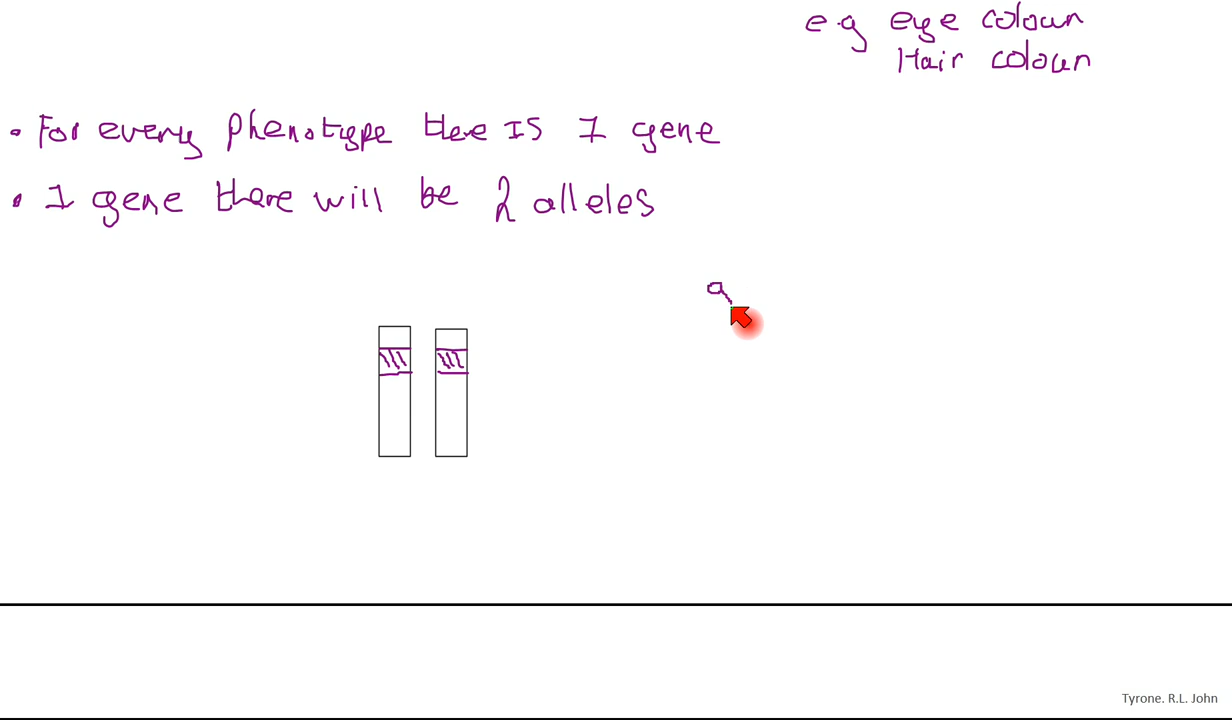 e.g eye colour
Hair colour
• For every phenotype there is 1 gene
• 1 gene there will be 2 alleles
Tyrone. R.L. John